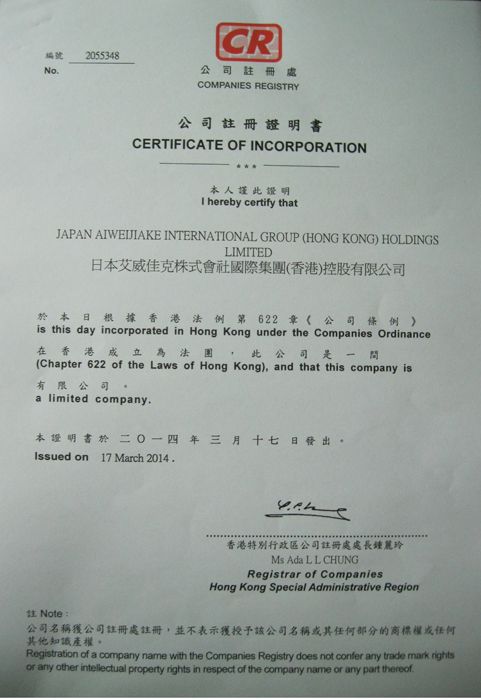 CR
編號 2055348
No.
公司註冊處
COMPANIES REGISTRY
公司註冊證明書
CERTIFICATE OF INCORPORATION
***
本人謹此證明
I hereby certify that
JAPAN AIWEIJIAKE INTERNATIONAL GROUP (HONG KONG) HOLDINGS
LIMITED
日本艾威佳克株式會社國際集團(香港)控股有限公司
於本日根據香港法例第622章《公司條例》
is this day incorporated in Hong Kong under the Companies Ordinance
在香港成立為法團，此公司是一間
(Chapter 622 of the Laws of Hong Kong), and that this company is
有限公司。
a limited company.
本證明書於二〇一四年三月十七日發出。
Issued on 17 March 2014.
香港特別行政區公司註冊處處長鍾麗玲
Ms Ada L L CHUNG
Registrar of Companies
Hong Kong Special Administrative Region
註 Note:
公司名稱獲公司註冊處註冊，並不表示獲授予該公司名稱或其任何部分的商標權或任何
其他知識產權。
Registration of a company name with the Companies Registry does not confer any trade mark rights
or any other intellectual property rights in respect of the company name or any part thereof.